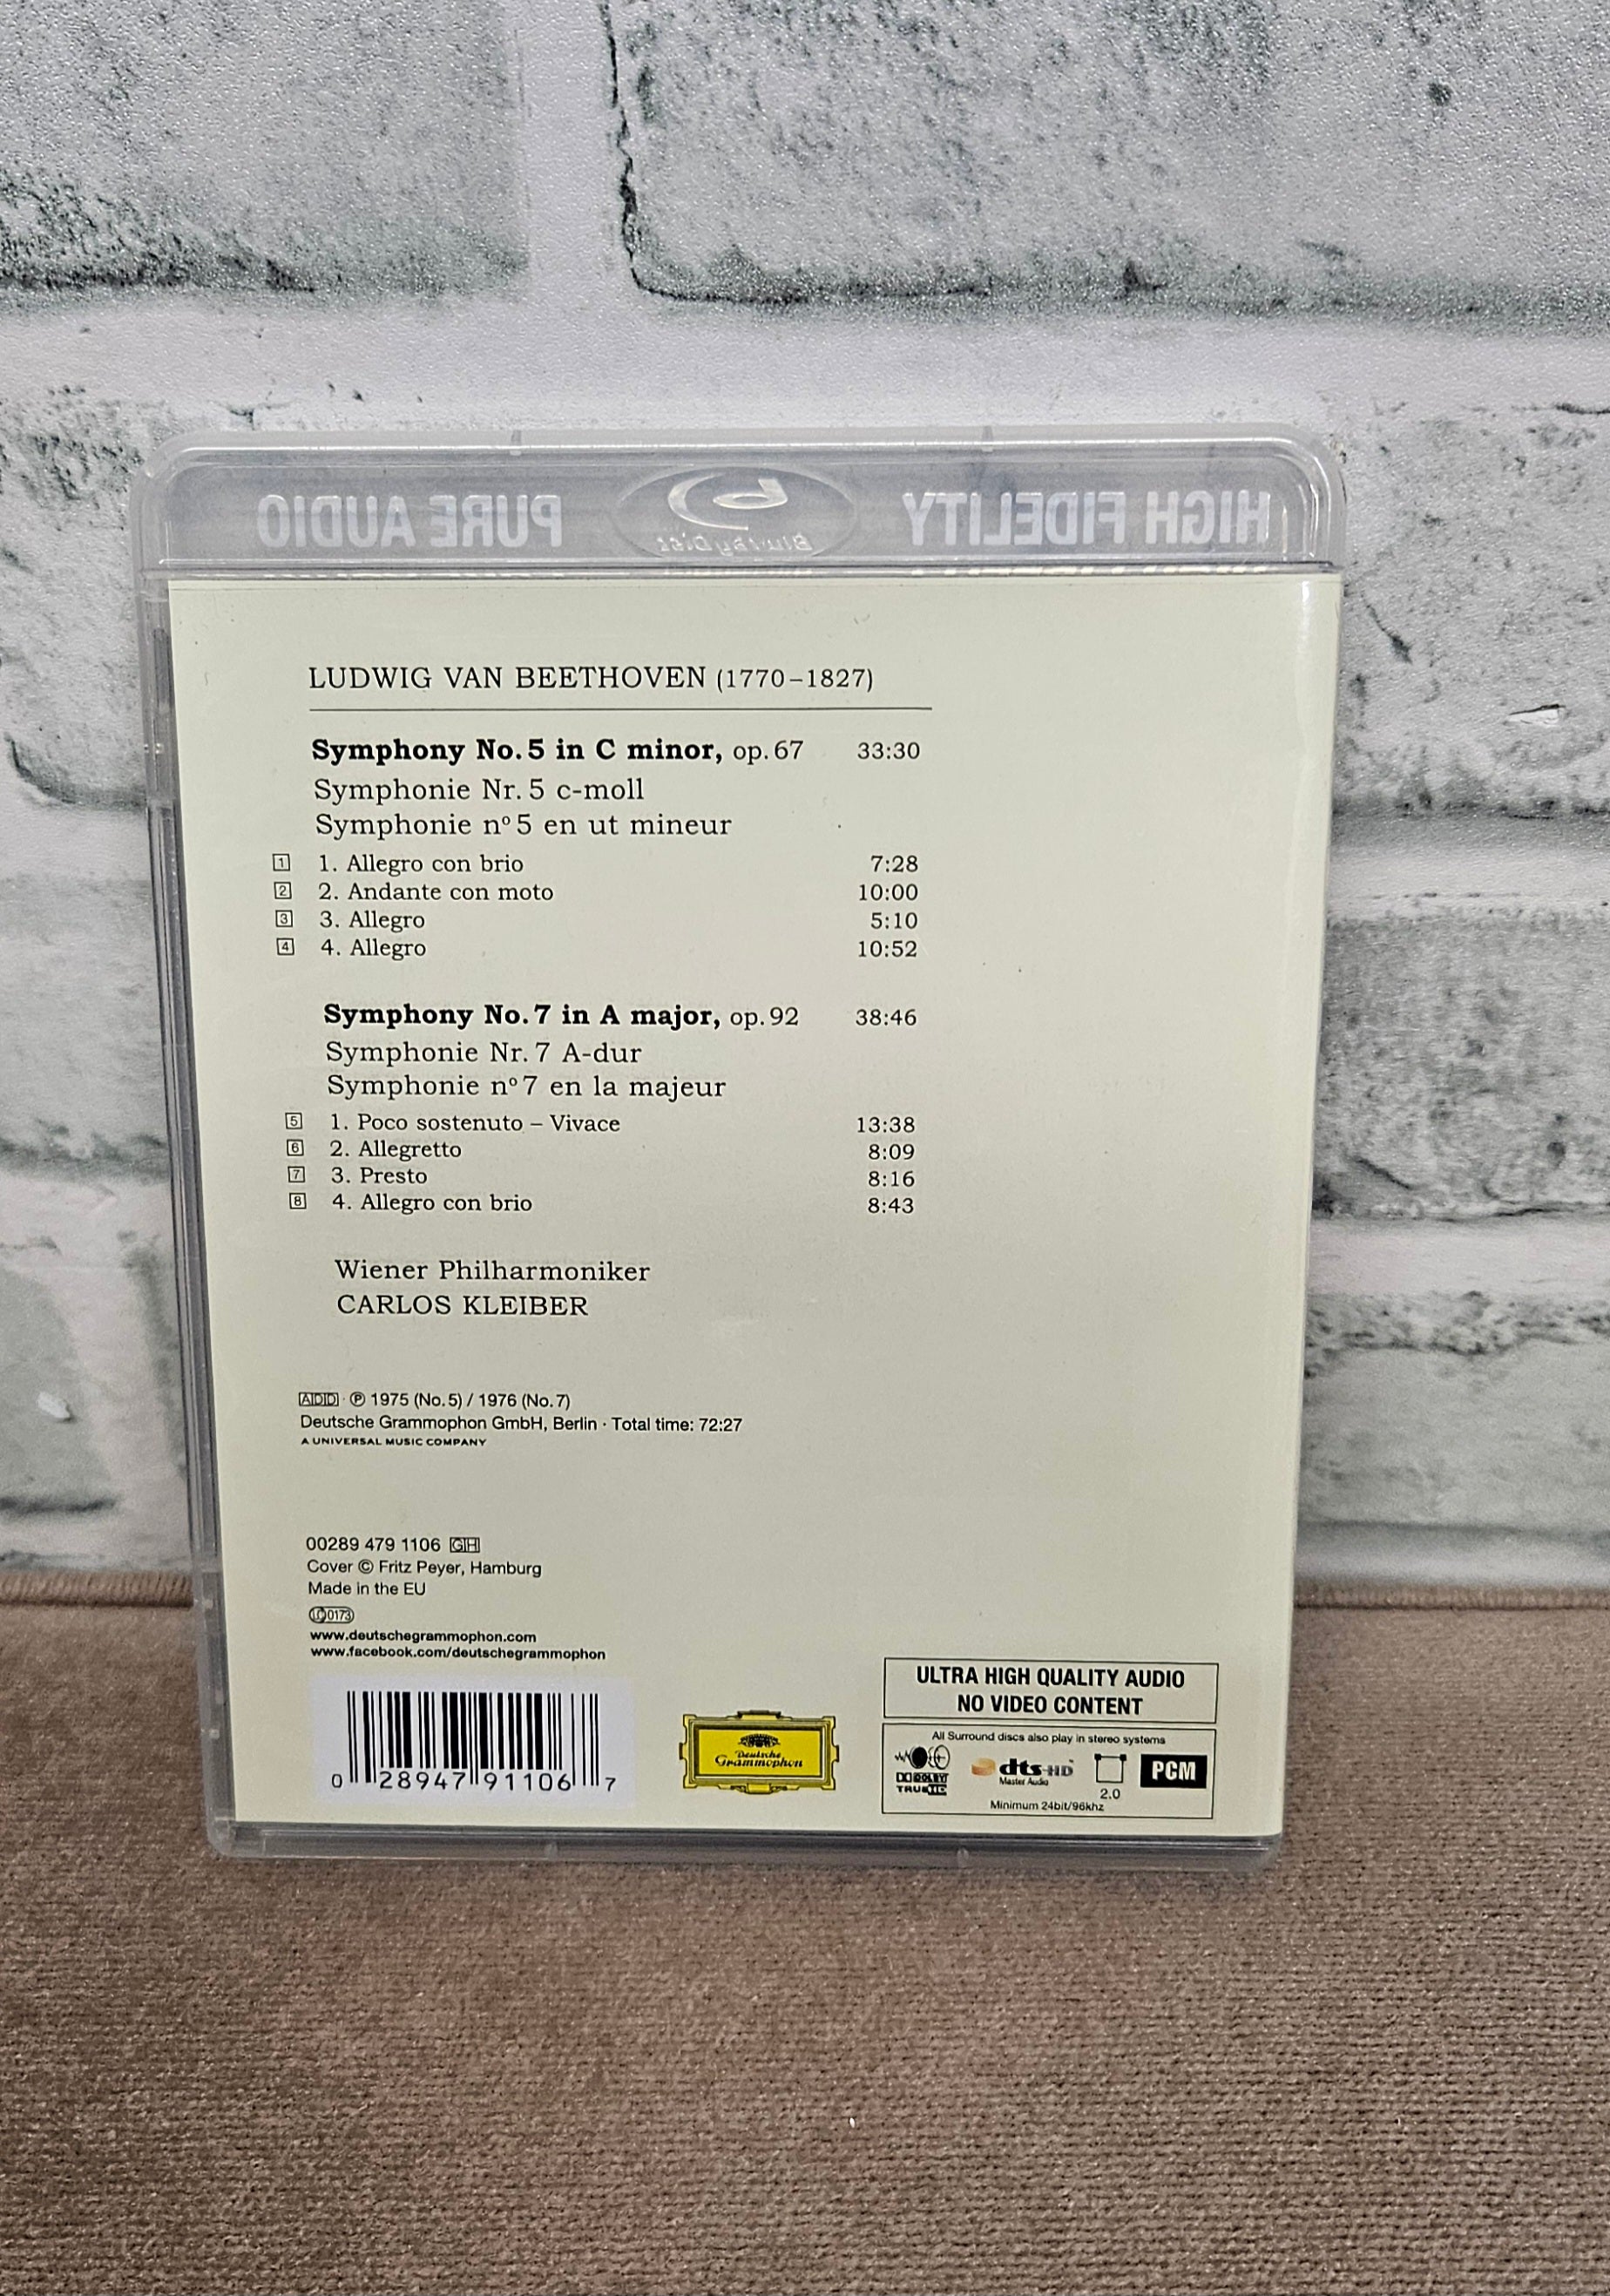 HIGH FIDELITY Blu-ray Disc PURE AUDIO
LUDWIG VAN BEETHOVEN (1770–1827)
Symphony No. 5 in C minor, op. 67 33:30
Symphonie Nr. 5 c-moll
Symphonie nº 5 en ut mineur
1 1. Allegro con brio 7:28
2 2. Andante con moto 10:00
3 3. Allegro 5:10
4 4. Allegro 10:52
Symphony No. 7 in A major, op. 92 38:46
Symphonie Nr. 7 A-dur
Symphonie nº 7 en la majeur
5 1. Poco sostenuto – Vivace 13:38
6 2. Allegretto 8:09
7 3. Presto 8:16
8 4. Allegro con brio 8:43
Wiener Philharmoniker
CARLOS KLEIBER
ADD · ℗ 1975 (No. 5) / 1976 (No. 7)
Deutsche Grammophon GmbH, Berlin · Total time: 72:27
A UNIVERSAL MUSIC COMPANY
00289 479 1106 GH
Cover © Fritz Peyer, Hamburg
Made in the EU
LC 0173
www.deutschegrammophon.com
www.facebook.com/deutschegrammophon
0 28947 91106 7
Deutsche
Grammophon
ULTRA HIGH QUALITY AUDIO
NO VIDEO CONTENT
All Surround discs also play in stereo systems
DOLBY
TRUEHD
dts-HD
Master Audio
2.0
PCM
Minimum 24bit/96khz